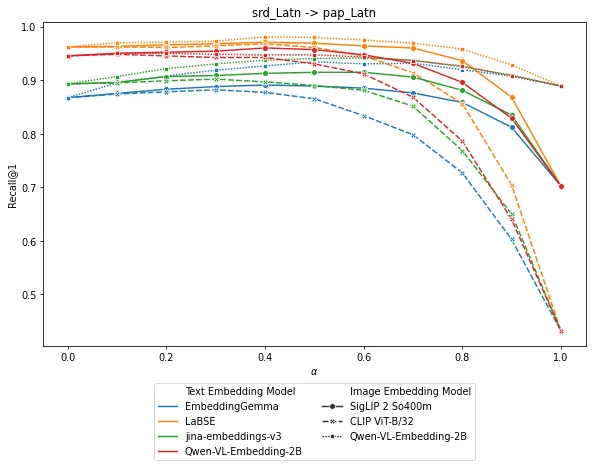 srd_Latn -> pap_Latn
Recall@1
1.0
0.9
0.8
0.7
0.6
0.5
0.0 0.2 0.4 0.6 0.8 1.0
α
Text Embedding Model Image Embedding Model
EmbeddingGemma SigLIP 2 So400m
LaBSE CLIP ViT-B/32
jina-embeddings-v3 Qwen-VL-Embedding-2B
Qwen-VL-Embedding-2B